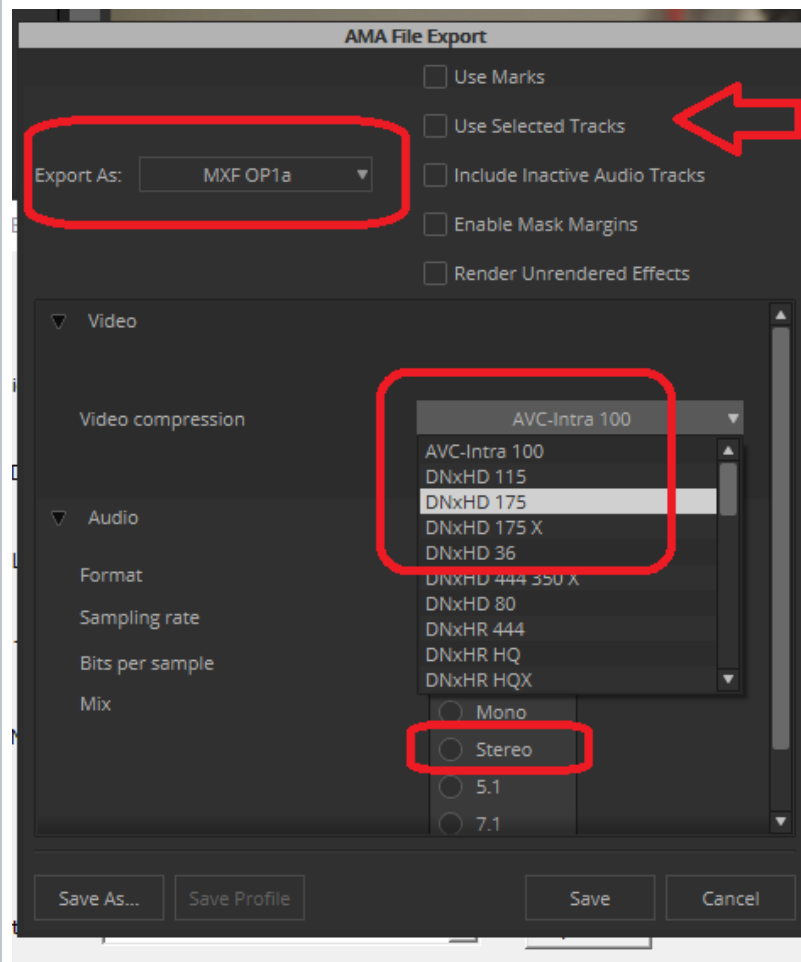 AMA File Export
Use Marks
Use Selected Tracks
Export As: MXF OP1a
Include Inactive Audio Tracks
Enable Mask Margins
Render Unrendered Effects
Video
Video compression AVC-Intra 100
AVC-Intra 100
DNxHD 115
DNxHD 175
DNxHD 175 X
DNxHD 36
DNxHD 444 350 X
DNxHD 80
DNxHR 444
DNxHR HQ
DNxHR HQX
Audio
Format
Sampling rate
Bits per sample
Mix
Mono
Stereo
5.1
7.1
Save As... Save Profile Save Cancel